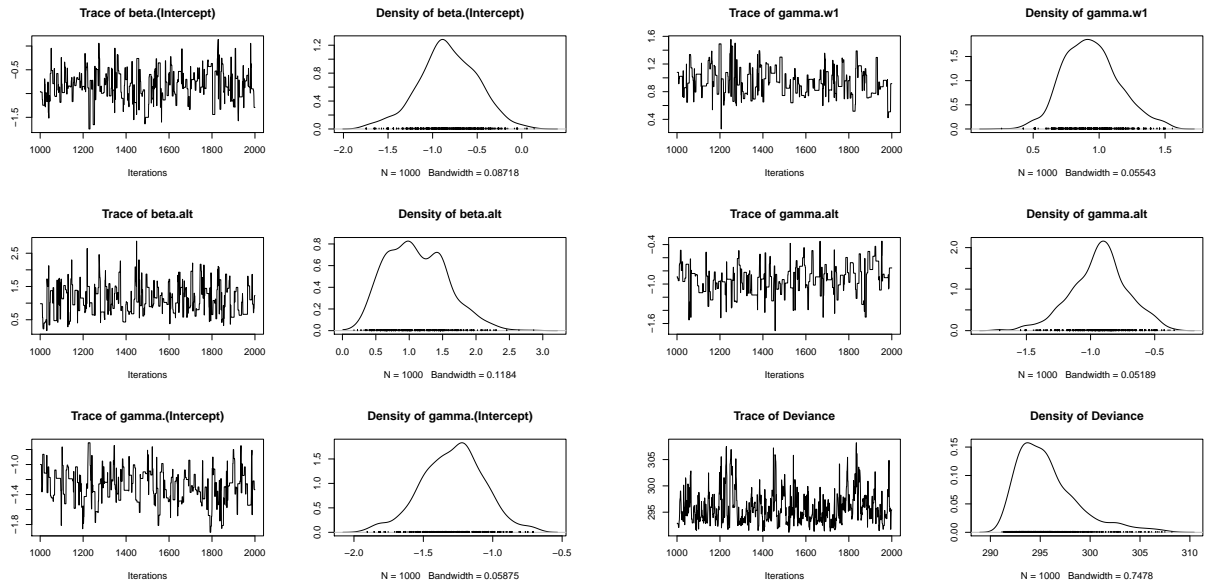 Trace of beta.(Intercept)
Density of beta.(Intercept)
Trace of gamma.w1
Density of gamma.w1
−0.5
−1.5
1000 1200 1400 1600 1800 2000
Iterations
0.0 0.4 0.8 1.2
−2.0 −1.5 −1.0 −0.5 0.0
N = 1000 Bandwidth = 0.08718
0.4 0.8 1.2 1.6
1000 1200 1400 1600 1800 2000
Iterations
0.0 0.5 1.0 1.5
0.5 1.0 1.5
N = 1000 Bandwidth = 0.05543
Trace of beta.alt
Density of beta.alt
Trace of gamma.alt
Density of gamma.alt
0.5 1.5 2.5
1000 1200 1400 1600 1800 2000
Iterations
0.0 0.2 0.4 0.6 0.8
0.0 0.5 1.0 1.5 2.0 2.5 3.0
N = 1000 Bandwidth = 0.1184
−1.6 −1.0 −0.4
1000 1200 1400 1600 1800 2000
Iterations
0.0 0.5 1.0 1.5 2.0
−1.5 −1.0 −0.5
N = 1000 Bandwidth = 0.05189
Trace of gamma.(Intercept)
Density of gamma.(Intercept)
Trace of Deviance
Density of Deviance
−1.8 −1.4 −1.0
1000 1200 1400 1600 1800 2000
Iterations
0.0 0.5 1.0 1.5
−2.0 −1.5 −1.0 −0.5
N = 1000 Bandwidth = 0.05875
295 300 305
1000 1200 1400 1600 1800 2000
Iterations
0.00 0.05 0.10 0.15
290 295 300 305 310
N = 1000 Bandwidth = 0.7478